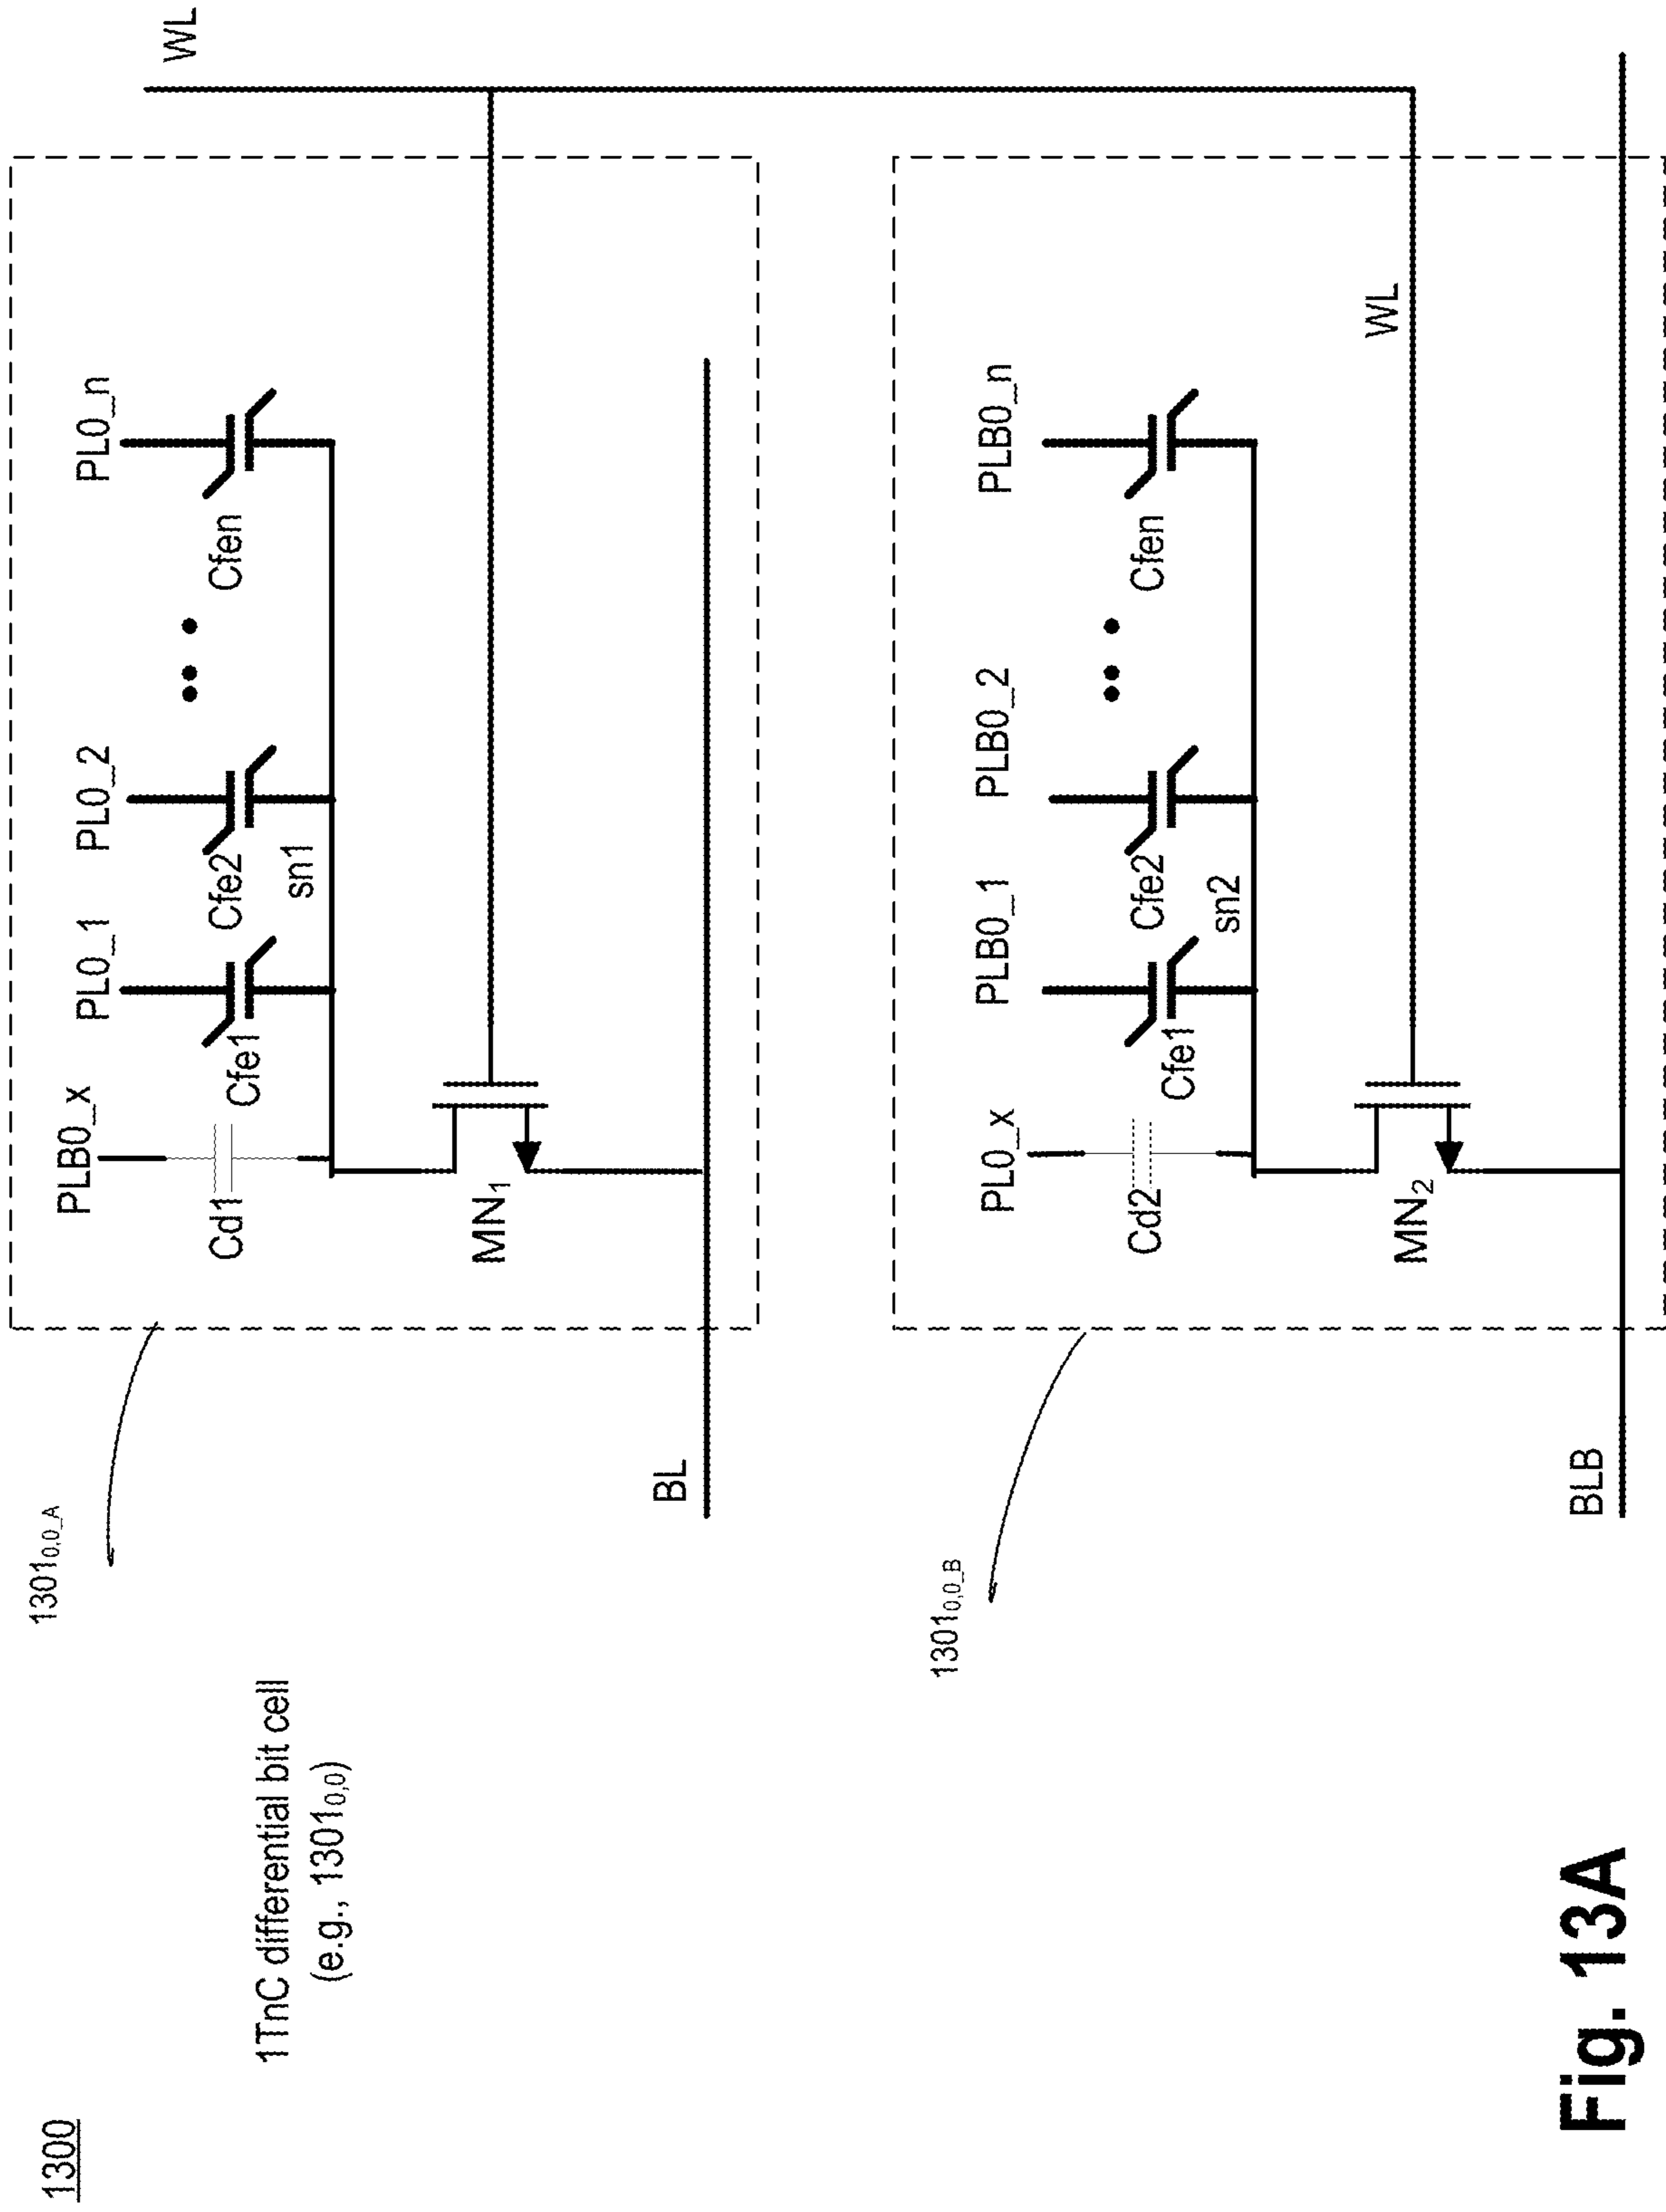 1300
1TnC differential bit cell
(e.g., 1301₀,₀)
1301₀,₀_A
PLB0_x
PL0_1
PL0_2
PL0_n
WL
Cd1
Cfe1
Cfe2
Cfen
sn1
MN₁
BL
1301₀,₀_B
PL0_x
PLB0_1
PLB0_2
PLB0_n
Cd2
Cfe1
Cfe2
Cfen
sn2
WL
MN₂
BLB
Fig. 13A